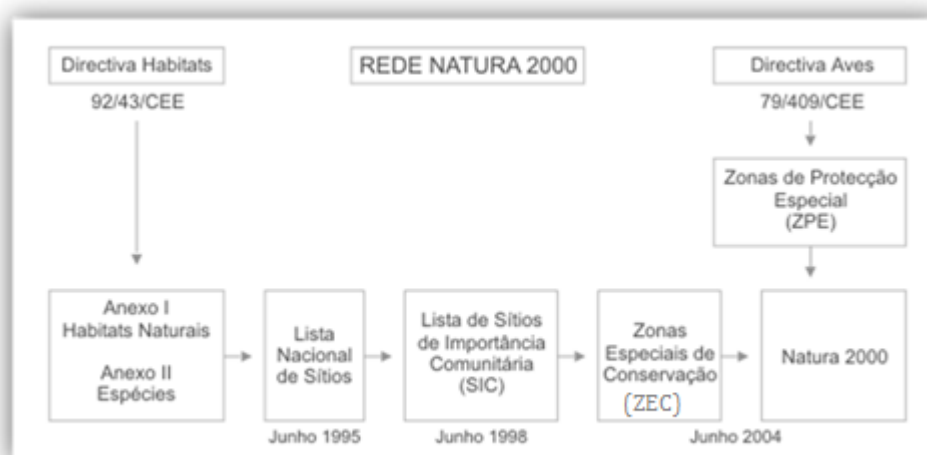 Directiva Habitats
92/43/CEE
REDE NATURA 2000
Directiva Aves
79/409/CEE
Zonas de Protecção
Especial
(ZPE)
Anexo I
Habitats Naturais
Anexo II
Espécies
Lista
Nacional
de Sítios
Lista de Sítios
de Importância
Comunitária
(SIC)
Zonas
Especiais de
Conservação
(ZEC)
Natura 2000
Junho 1995
Junho 1998
Junho 2004